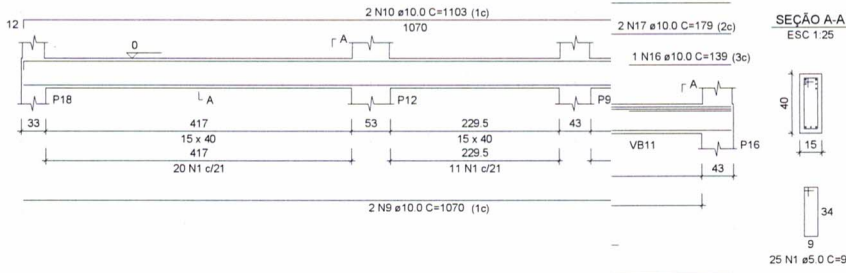 2 N10 ø10.0 C=1103 (1c)
12
1070
2 N17 ø10.0 C=179 (2c)
SEÇÃO A-A
ESC 1:25
0
A
1 N16 ø10.0 C=139 (3c)
A
P18
A
P12
P9
40
33
417
53
229.5
43
VB11
P16
15
15 x 40
15 x 40
43
417
229.5
20 N1 c/21
11 N1 c/21
34
2 N9 ø10.0 C=1070 (1c)
9
25 N1 ø5.0 C=9